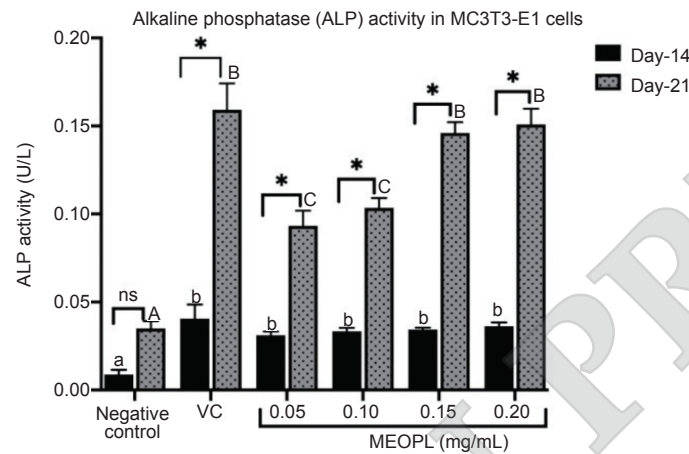 Alkaline phosphatase (ALP) activity in MC3T3-E1 cells
Day-14
Day-21
ALP activity (U/L)
0.20
0.15
0.10
0.05
0.00
ns
a
A
*
b
B
*
b
C
*
b
C
*
b
B
*
b
B
Negative control
VC
0.05
0.10
0.15
0.20
MEOPL (mg/mL)
PR